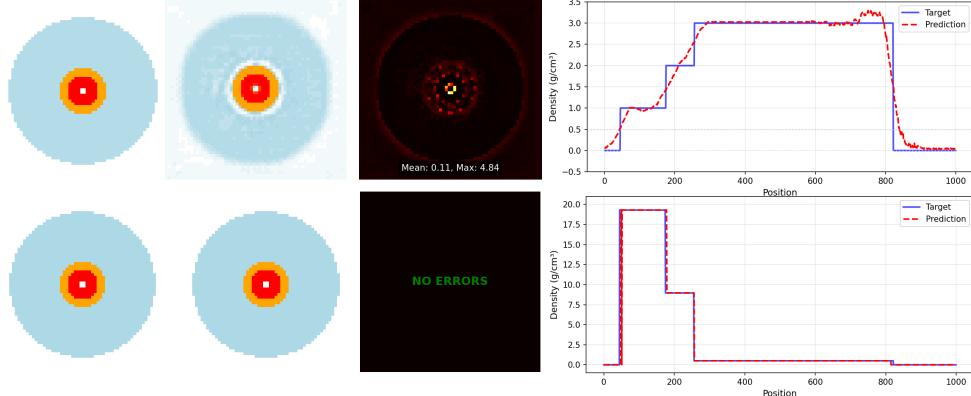 Mean: 0.11, Max: 4.84
Density (g/cm³)
3.5
3.0
2.5
2.0
1.5
1.0
0.5
0.0
−0.5
0 200 400 600 800 1000
Position
Target
Prediction
NO ERRORS
Density (g/cm³)
20.0
17.5
15.0
12.5
10.0
7.5
5.0
2.5
0.0
0 200 400 600 800 1000
Position
Target
Prediction